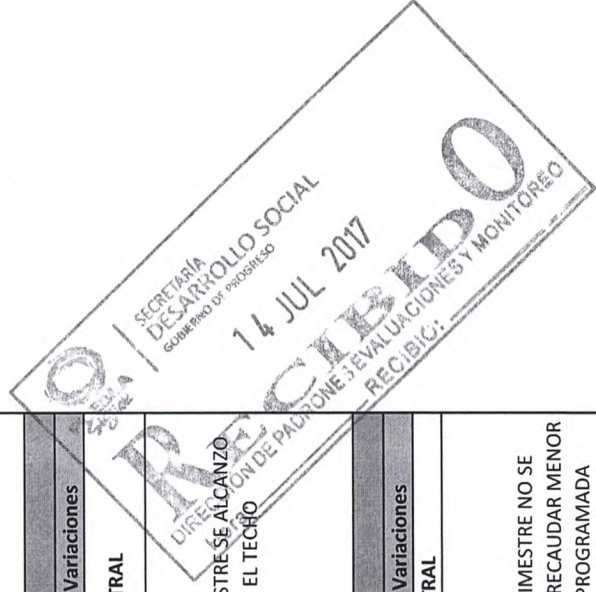 SECRETARÍA
DESARROLLO SOCIAL
GOBIERNO DE PROGRESO
14 JUL 2017
RECIBIDO
DIRECCIÓN DE PADRONES EVALUACIONES Y MONITOREO
RECIBIÓ:
Variaciones
TRAL
STRE SE ALCANZO
EL TECHO
Variaciones
RAL
IMESTRE NO SE
RECAUDAR MENOR
PROGRAMADA